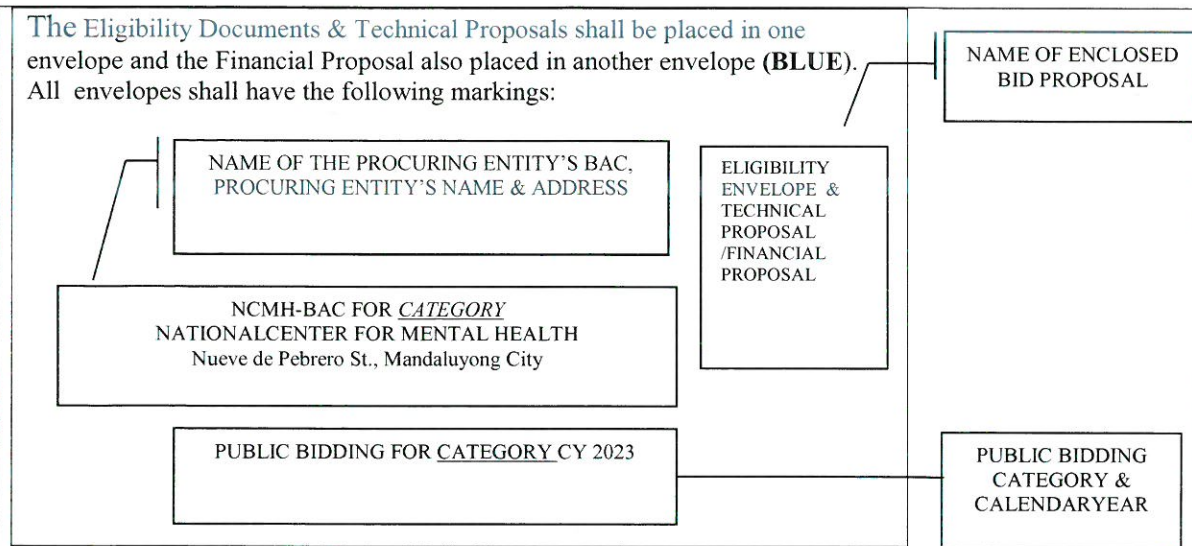 The Eligibility Documents & Technical Proposals shall be placed in one
envelope and the Financial Proposal also placed in another envelope (BLUE).
All envelopes shall have the following markings:
NAME OF ENCLOSED
BID PROPOSAL
NAME OF THE PROCURING ENTITY'S BAC,
PROCURING ENTITY'S NAME & ADDRESS
ELIGIBILITY
ENVELOPE &
TECHNICAL
PROPOSAL
/FINANCIAL
PROPOSAL
NCMH-BAC FOR CATEGORY
NATIONALCENTER FOR MENTAL HEALTH
Nueve de Pebrero St., Mandaluyong City
PUBLIC BIDDING FOR CATEGORY CY 2023
PUBLIC BIDDING
CATEGORY &
CALENDARYEAR